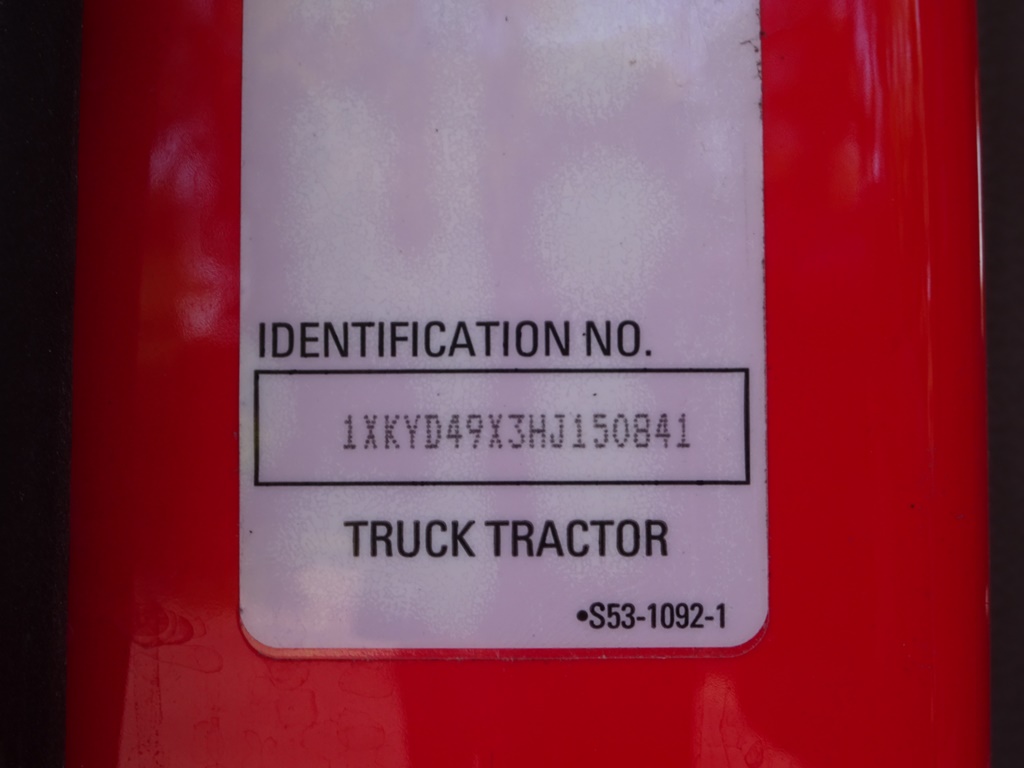 IDENTIFICATION NO.
1XKYD49X3HJ150841
TRUCK TRACTOR
•S53-1092-1